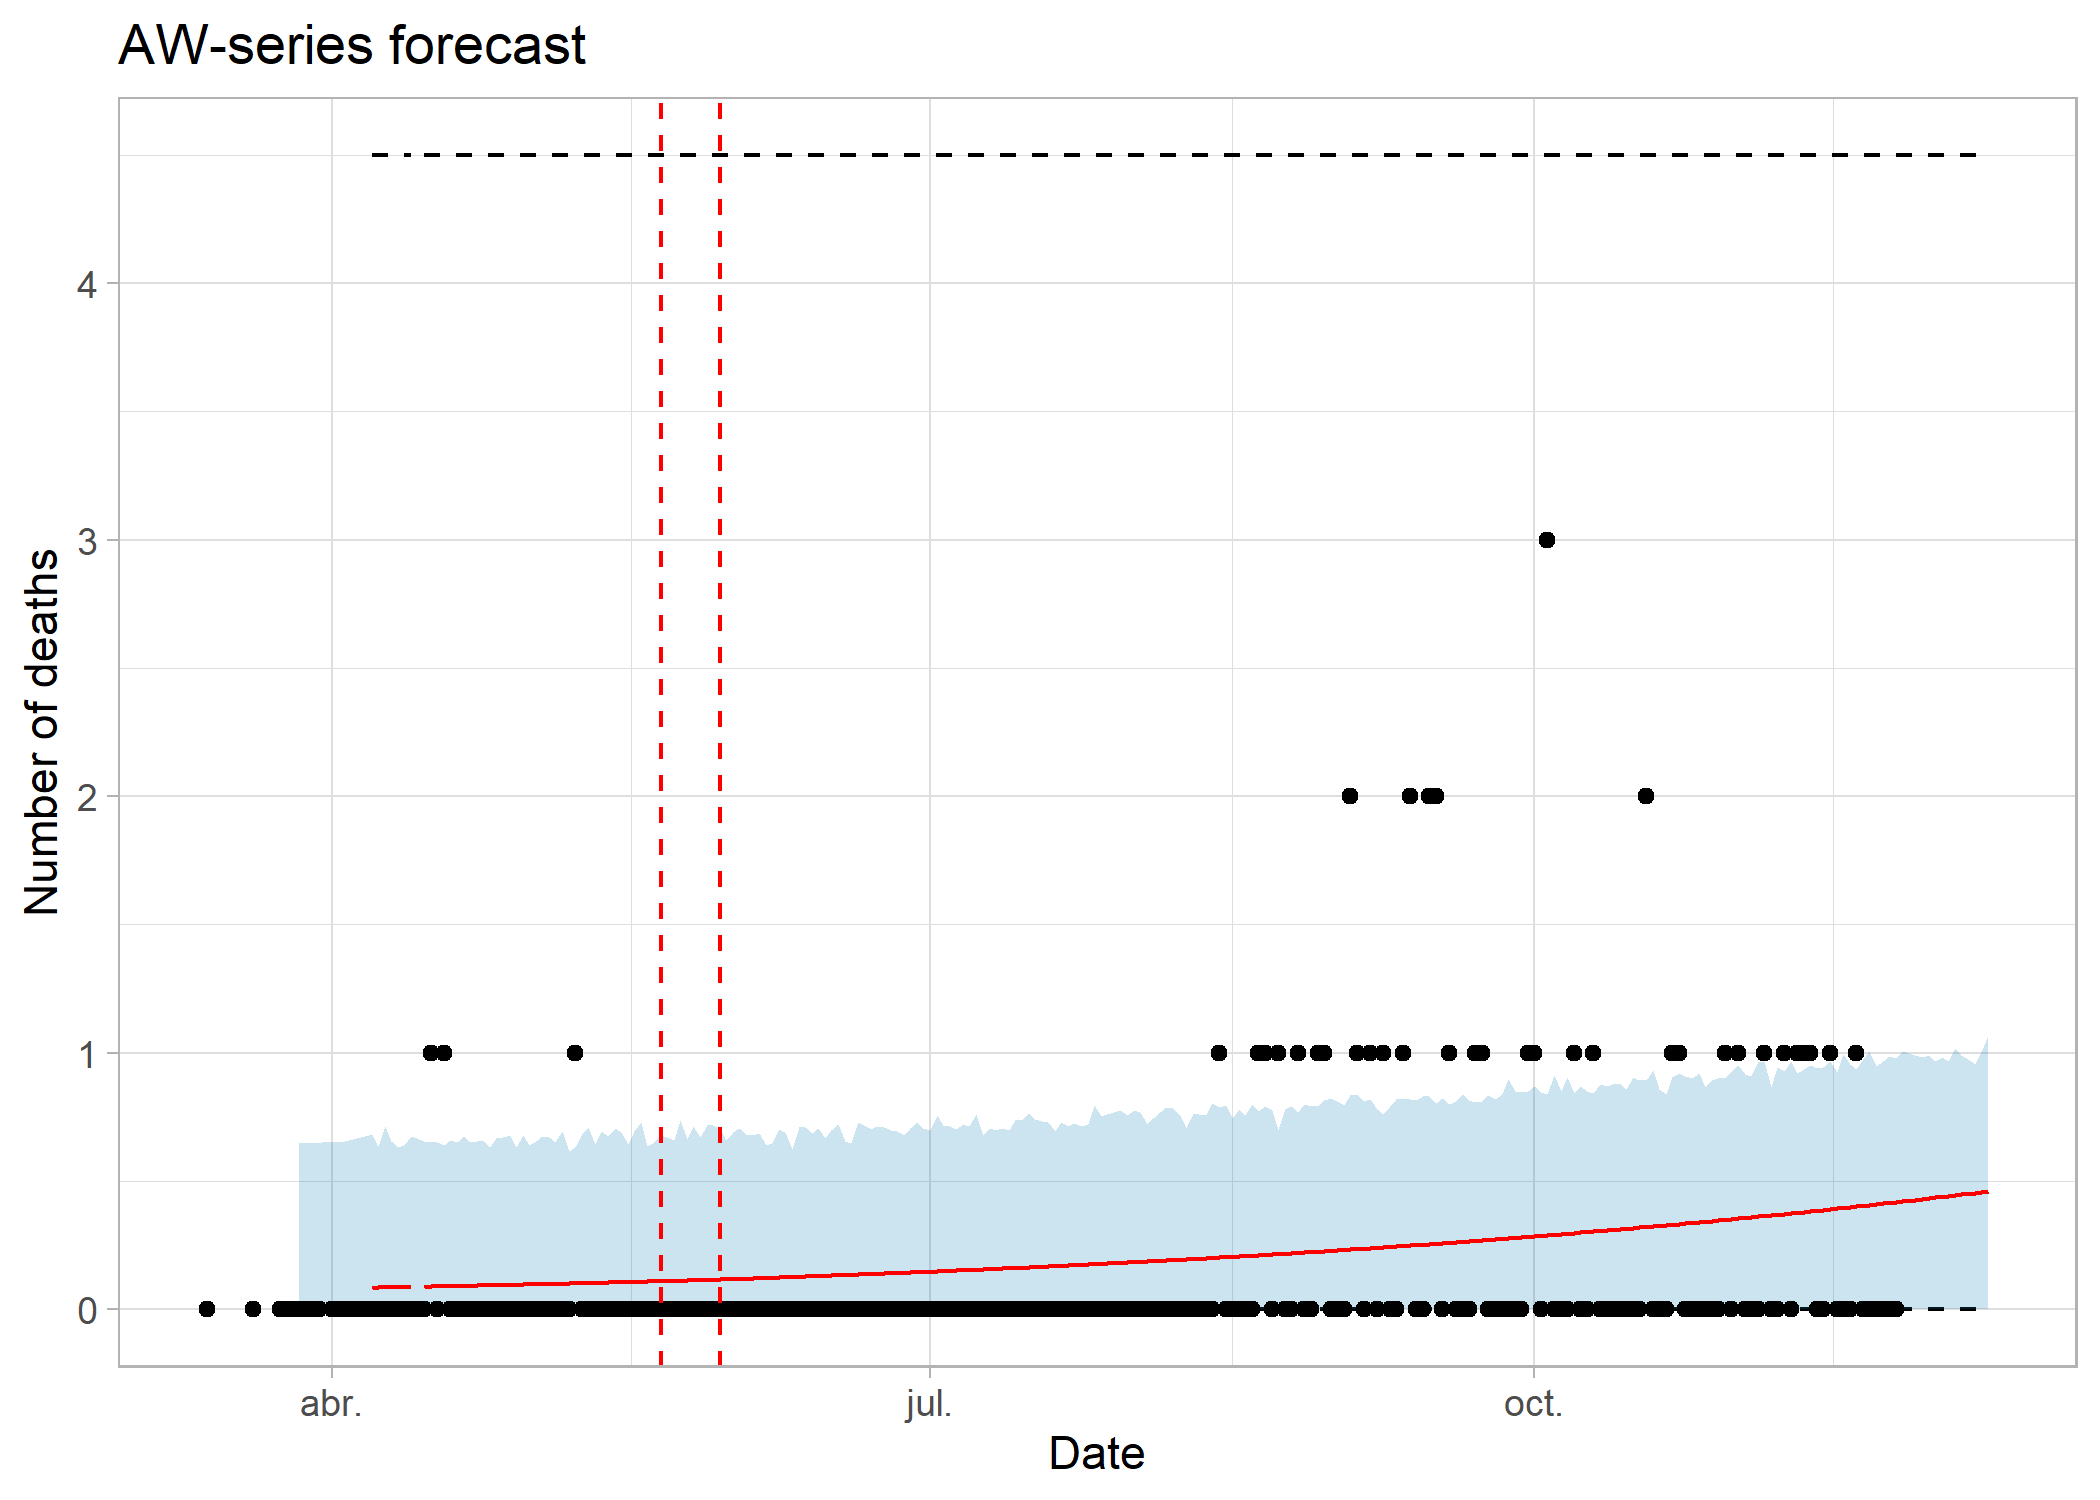 AW-series forecast
Number of deaths
4
3
2
1
0
abr.
jul.
oct.
Date